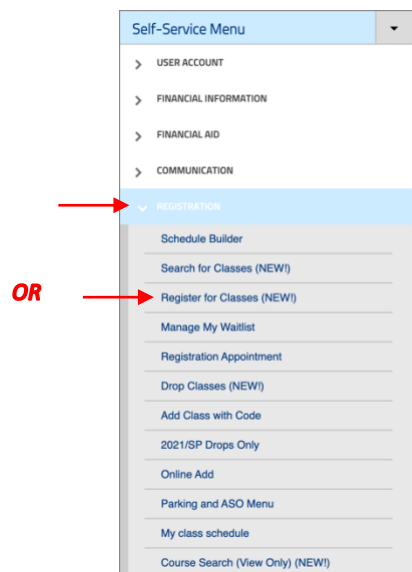 Self-Service Menu
USER ACCOUNT
FINANCIAL INFORMATION
FINANCIAL AID
COMMUNICATION
REGISTRATION
Schedule Builder
Search for Classes (NEW!)
OR
Register for Classes (NEW!)
Manage My Waitlist
Registration Appointment
Drop Classes (NEW!)
Add Class with Code
2021/SP Drops Only
Online Add
Parking and ASO Menu
My class schedule
Course Search (View Only) (NEW!)